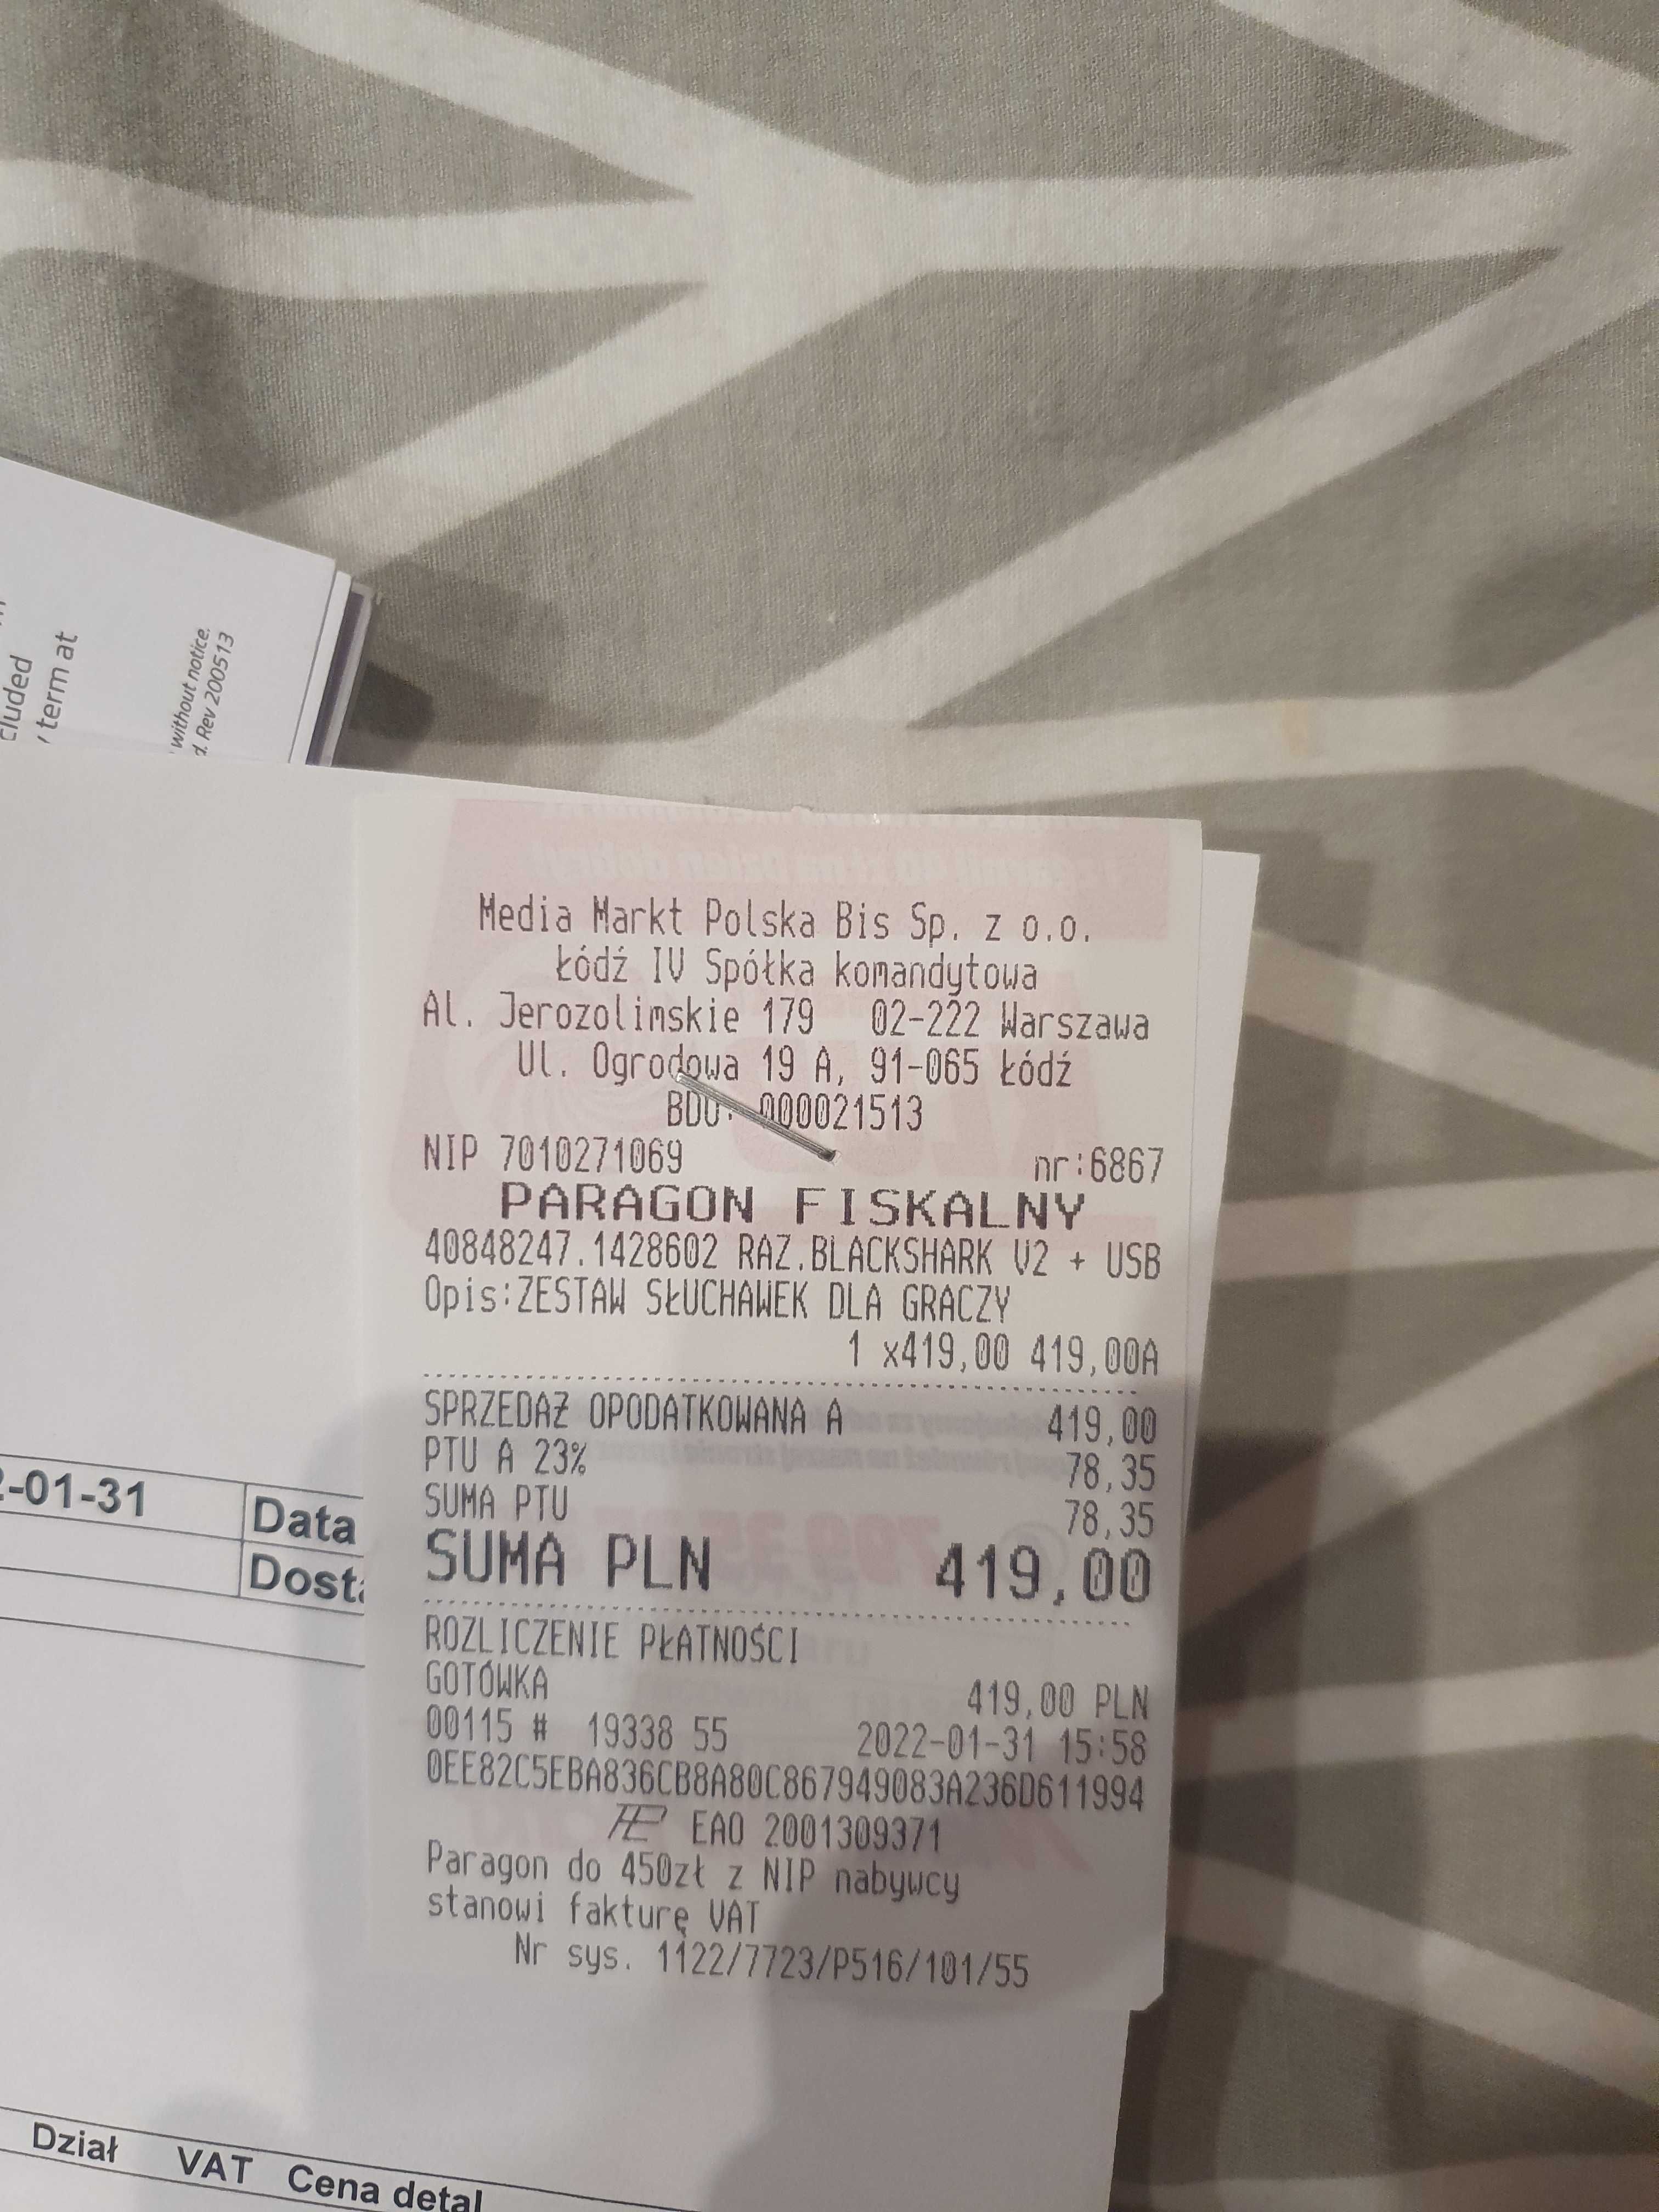 cluded
term at
without notice.
d. Rev 200513
Media Markt Polska Bis Sp. z o.o.
Łódź IV Spółka komandytowa
Al. Jerozolimskie 179 02-222 Warszawa
Ul. Ogrodowa 19 A, 91-065 Łódź
BDO: 000021513
NIP 7010271069 nr:6867
PARAGON FISKALNY
40848247.1428602 RAZ.BLACKSHARK V2 + USB
Opis:ZESTAW SŁUCHAWEK DLA GRACZY
1 x419,00 419,00A
SPRZEDAŻ OPODATKOWANA A 419,00
PTU A 23% 78,35
SUMA PTU 78,35
SUMA PLN 419,00
ROZLICZENIE PŁATNOŚCI
GOTÓWKA 419,00 PLN
00115 # 19338 55 2022-01-31 15:58
0EE82C5EBA836CB8A80C867949083A236D611994
EAO 2001309371
Paragon do 450zł z NIP nabywcy
stanowi fakturę VAT
Nr sys. 1122/7723/P516/101/55
-01-31 Data
Dosta
Dział VAT Cena detal